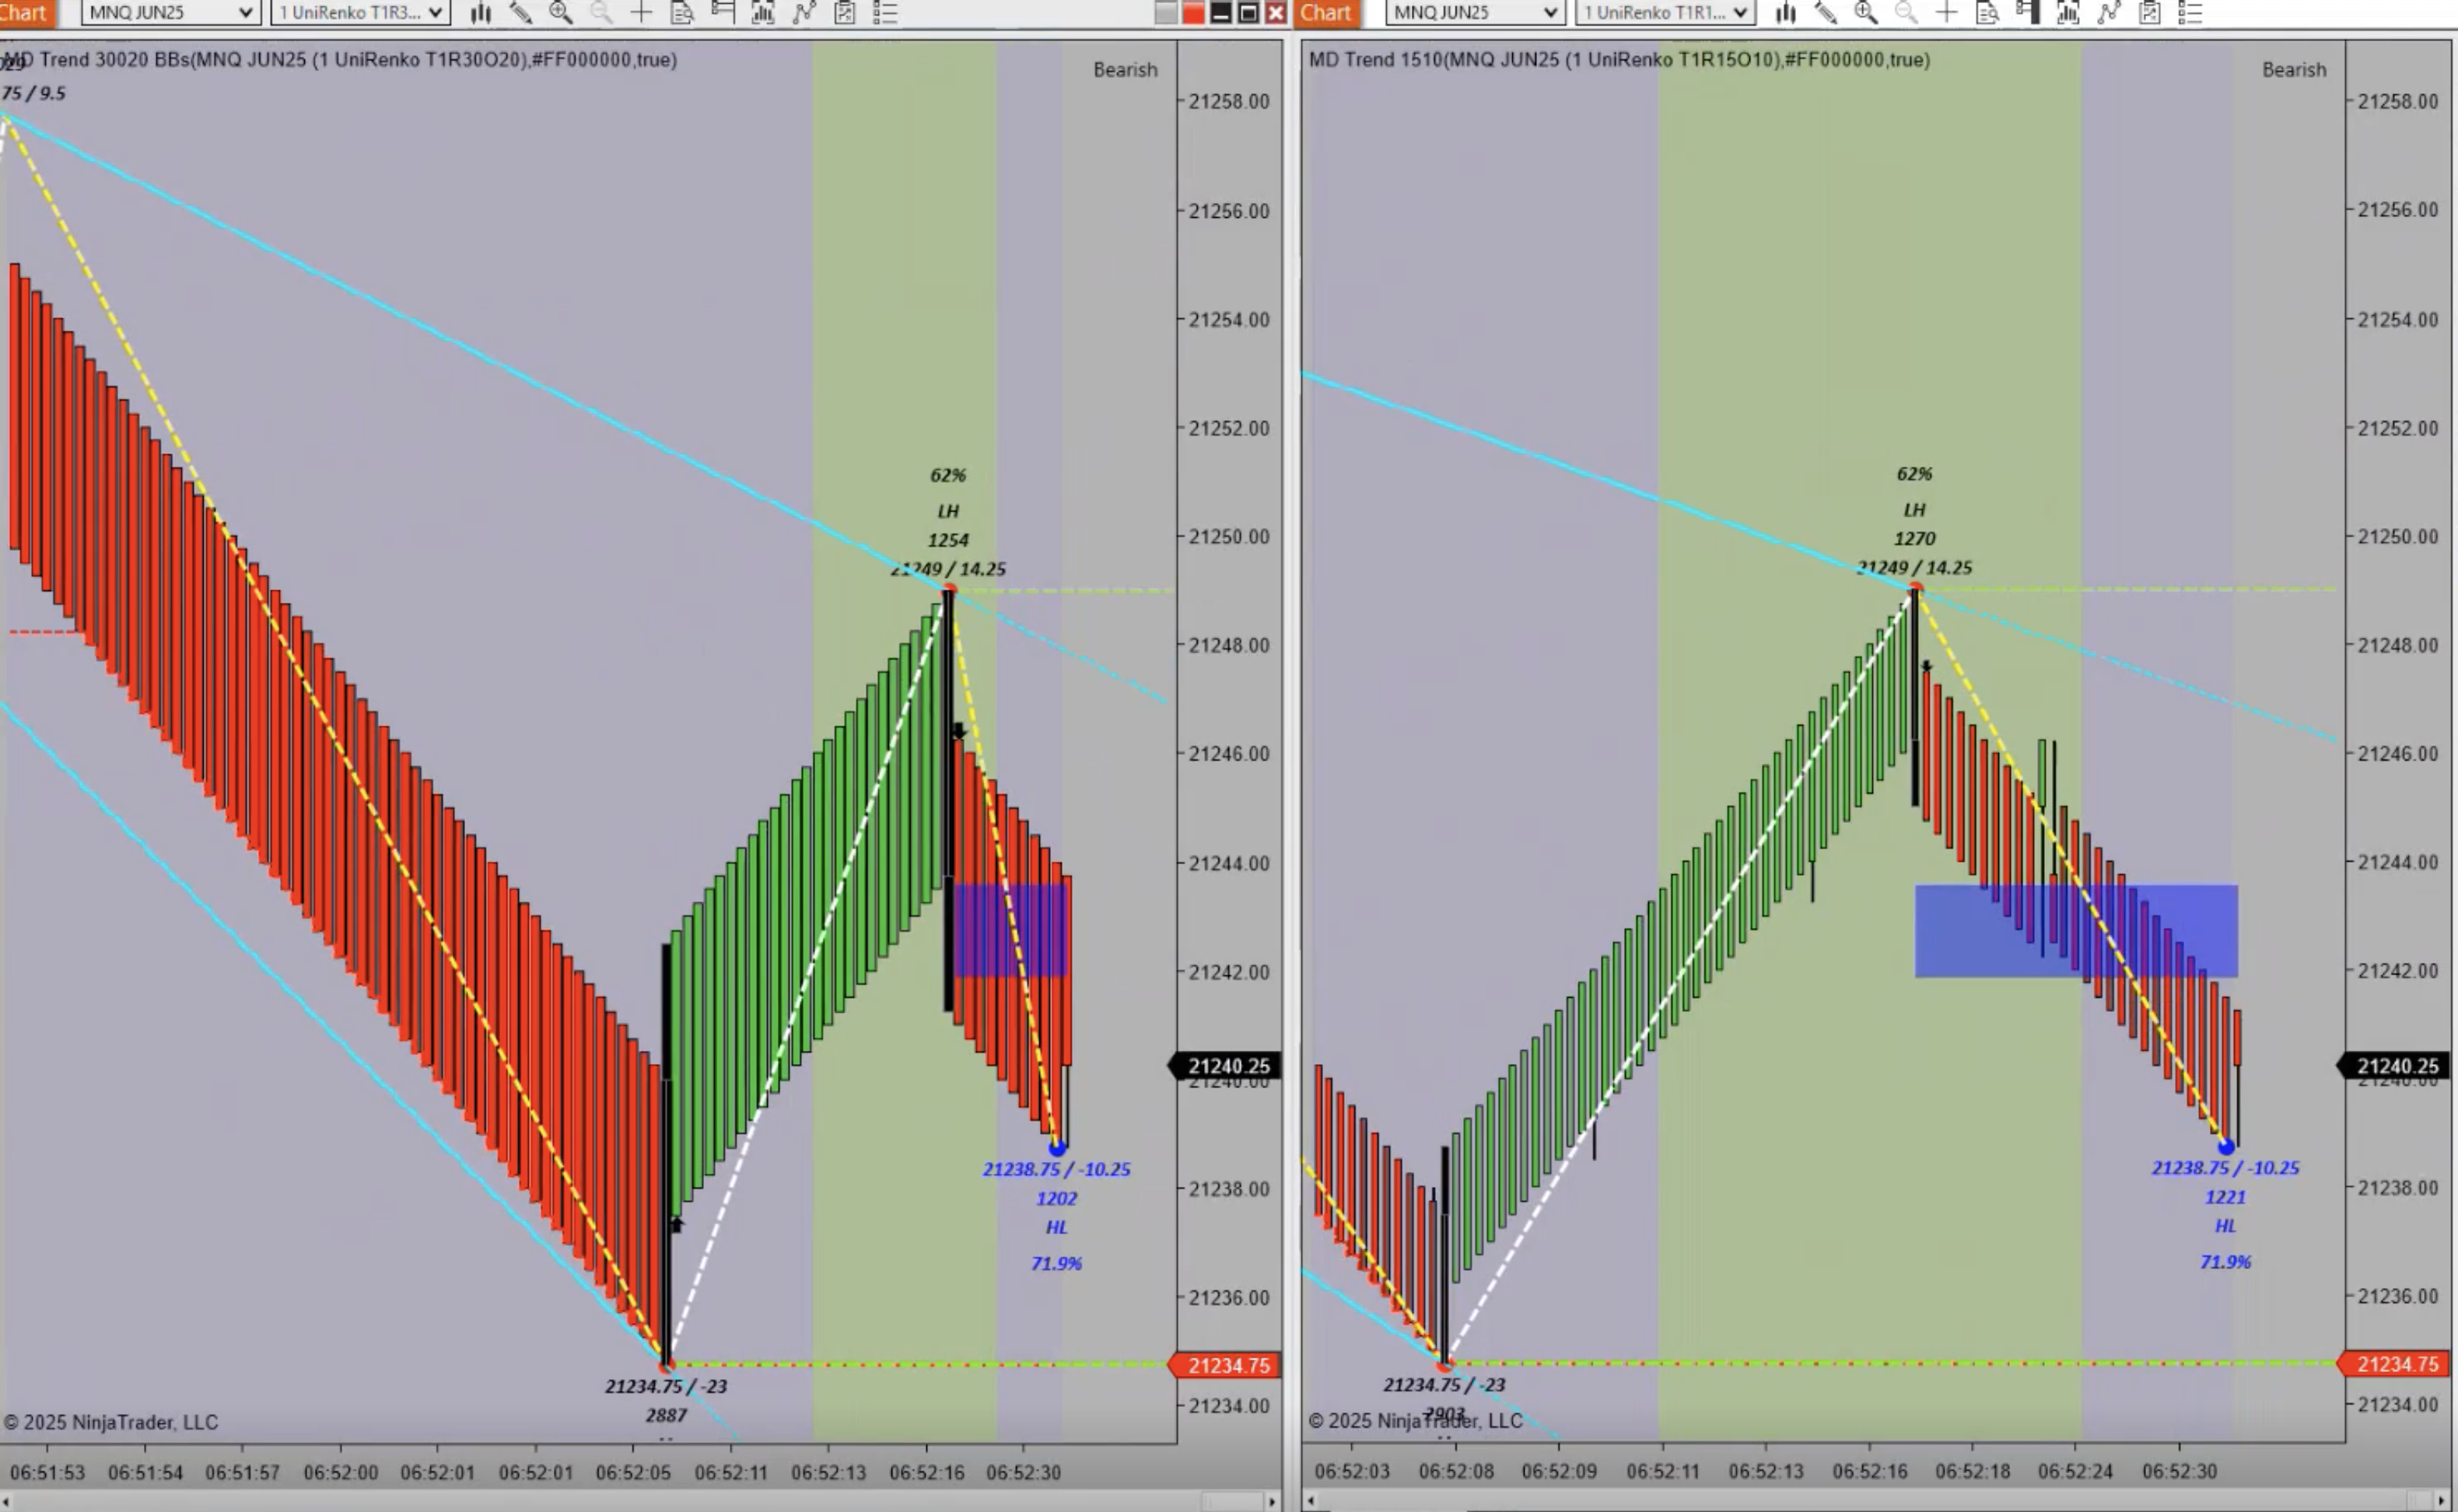 Chart
MNQ JUN25
1 UniRenko T1R3...
MD Trend 30020 BBs(MNQ JUN25 (1 UniRenko T1R30O20),#FF000000,true)
75 / 9.5
Bearish
21258.00
21256.00
21254.00
21252.00
21250.00
21248.00
21246.00
21244.00
21242.00
21240.25
21240.00
21238.00
21236.00
21234.75
21234.00
62%
LH
1254
21249 / 14.25
21238.75 / -10.25
1202
HL
71.9%
21234.75 / -23
2887
© 2025 NinjaTrader, LLC
06:51:53
06:51:54
06:51:57
06:52:00
06:52:01
06:52:01
06:52:05
06:52:11
06:52:13
06:52:16
06:52:30
Chart
MNQ JUN25
1 UniRenko T1R1...
MD Trend 1510(MNQ JUN25 (1 UniRenko T1R15O10),#FF000000,true)
Bearish
21258.00
21256.00
21254.00
21252.00
21250.00
21248.00
21246.00
21244.00
21242.00
21240.25
21240.00
21238.00
21236.00
21234.75
21234.00
62%
LH
1270
21249 / 14.25
21238.75 / -10.25
1221
HL
71.9%
21234.75 / -23
2903
© 2025 NinjaTrader, LLC
06:52:03
06:52:08
06:52:09
06:52:11
06:52:13
06:52:16
06:52:18
06:52:24
06:52:30